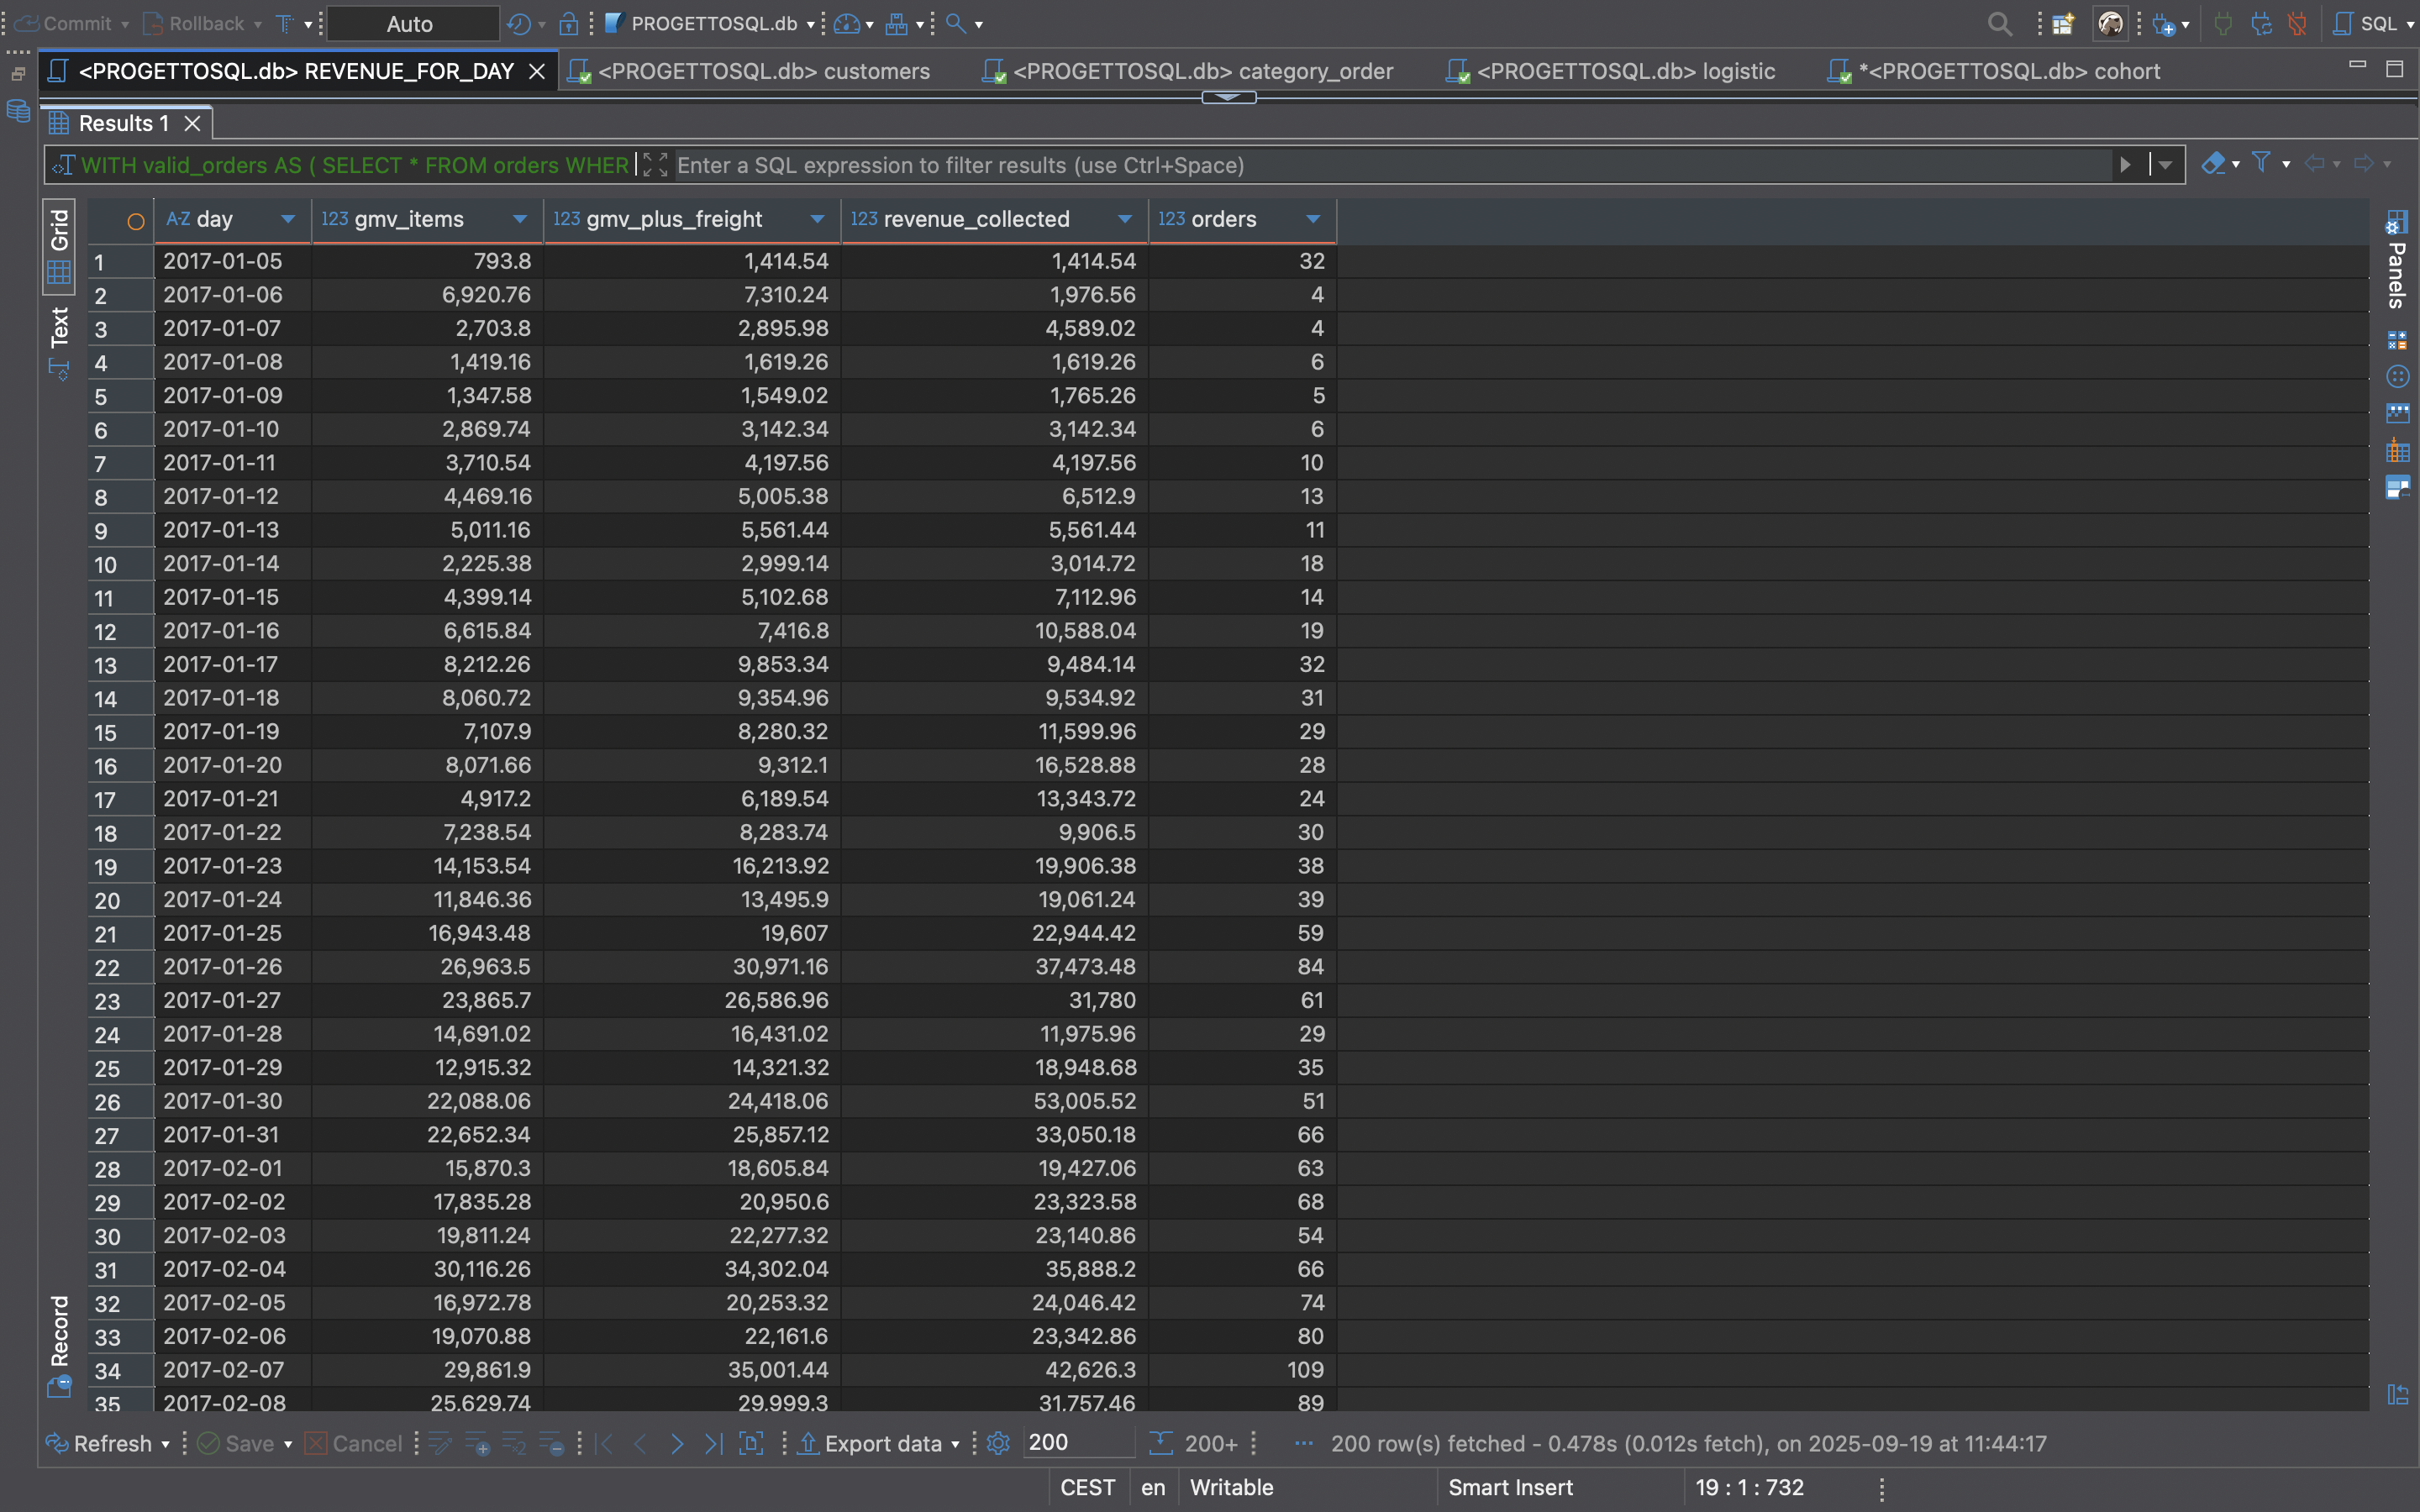 Commit Rollback Auto PROGETTOSQL.db SQL
<PROGETTOSQL.db> REVENUE_FOR_DAY <PROGETTOSQL.db> customers <PROGETTOSQL.db> category_order <PROGETTOSQL.db> logistic *<PROGETTOSQL.db> cohort
Results 1
WITH valid_orders AS ( SELECT * FROM orders WHER Enter a SQL expression to filter results (use Ctrl+Space)
Grid
Text
Record
Panels
A-Z day 123 gmv_items 123 gmv_plus_freight 123 revenue_collected 123 orders
1 2017-01-05 793.8 1,414.54 1,414.54 32
2 2017-01-06 6,920.76 7,310.24 1,976.56 4
3 2017-01-07 2,703.8 2,895.98 4,589.02 4
4 2017-01-08 1,419.16 1,619.26 1,619.26 6
5 2017-01-09 1,347.58 1,549.02 1,765.26 5
6 2017-01-10 2,869.74 3,142.34 3,142.34 6
7 2017-01-11 3,710.54 4,197.56 4,197.56 10
8 2017-01-12 4,469.16 5,005.38 6,512.9 13
9 2017-01-13 5,011.16 5,561.44 5,561.44 11
10 2017-01-14 2,225.38 2,999.14 3,014.72 18
11 2017-01-15 4,399.14 5,102.68 7,112.96 14
12 2017-01-16 6,615.84 7,416.8 10,588.04 19
13 2017-01-17 8,212.26 9,853.34 9,484.14 32
14 2017-01-18 8,060.72 9,354.96 9,534.92 31
15 2017-01-19 7,107.9 8,280.32 11,599.96 29
16 2017-01-20 8,071.66 9,312.1 16,528.88 28
17 2017-01-21 4,917.2 6,189.54 13,343.72 24
18 2017-01-22 7,238.54 8,283.74 9,906.5 30
19 2017-01-23 14,153.54 16,213.92 19,906.38 38
20 2017-01-24 11,846.36 13,495.9 19,061.24 39
21 2017-01-25 16,943.48 19,607 22,944.42 59
22 2017-01-26 26,963.5 30,971.16 37,473.48 84
23 2017-01-27 23,865.7 26,586.96 31,780 61
24 2017-01-28 14,691.02 16,431.02 11,975.96 29
25 2017-01-29 12,915.32 14,321.32 18,948.68 35
26 2017-01-30 22,088.06 24,418.06 53,005.52 51
27 2017-01-31 22,652.34 25,857.12 33,050.18 66
28 2017-02-01 15,870.3 18,605.84 19,427.06 63
29 2017-02-02 17,835.28 20,950.6 23,323.58 68
30 2017-02-03 19,811.24 22,277.32 23,140.86 54
31 2017-02-04 30,116.26 34,302.04 35,888.2 66
32 2017-02-05 16,972.78 20,253.32 24,046.42 74
33 2017-02-06 19,070.88 22,161.6 23,342.86 80
34 2017-02-07 29,861.9 35,001.44 42,626.3 109
35 2017-02-08 25,629.74 29,999.3 31,757.46 89
Refresh Save Cancel Export data 200 200+ 200 row(s) fetched - 0.478s (0.012s fetch), on 2025-09-19 at 11:44:17
CEST en Writable Smart Insert 19 : 1 : 732